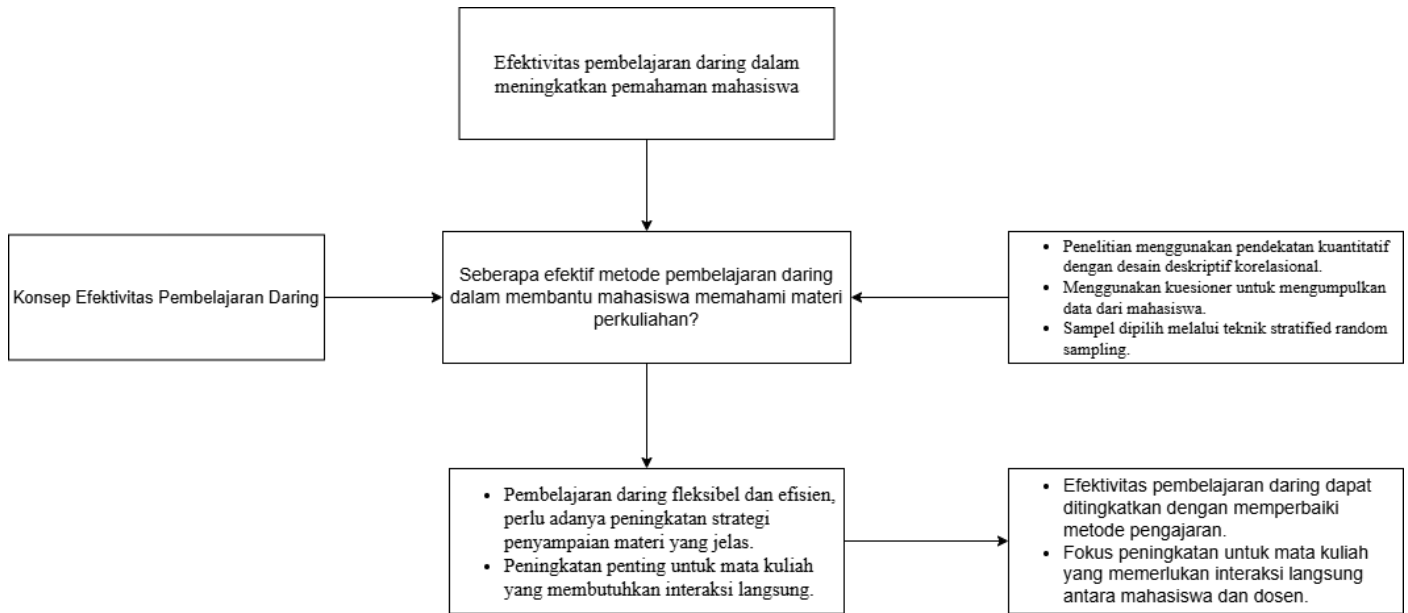 Efektivitas pembelajaran daring dalam
meningkatkan pemahaman mahasiswa
Konsep Efektivitas Pembelajaran Daring
Seberapa efektif metode pembelajaran daring
dalam membantu mahasiswa memahami materi
perkuliahan?
• Penelitian menggunakan pendekatan kuantitatif
dengan desain deskriptif korelasional.
• Menggunakan kuesioner untuk mengumpulkan
data dari mahasiswa.
• Sampel dipilih melalui teknik stratified random
sampling.
• Pembelajaran daring fleksibel dan efisien,
perlu adanya peningkatan strategi
penyampaian materi yang jelas.
• Peningkatan penting untuk mata kuliah
yang membutuhkan interaksi langsung.
• Efektivitas pembelajaran daring dapat
ditingkatkan dengan memperbaiki
metode pengajaran.
• Fokus peningkatan untuk mata kuliah
yang memerlukan interaksi langsung
antara mahasiswa dan dosen.